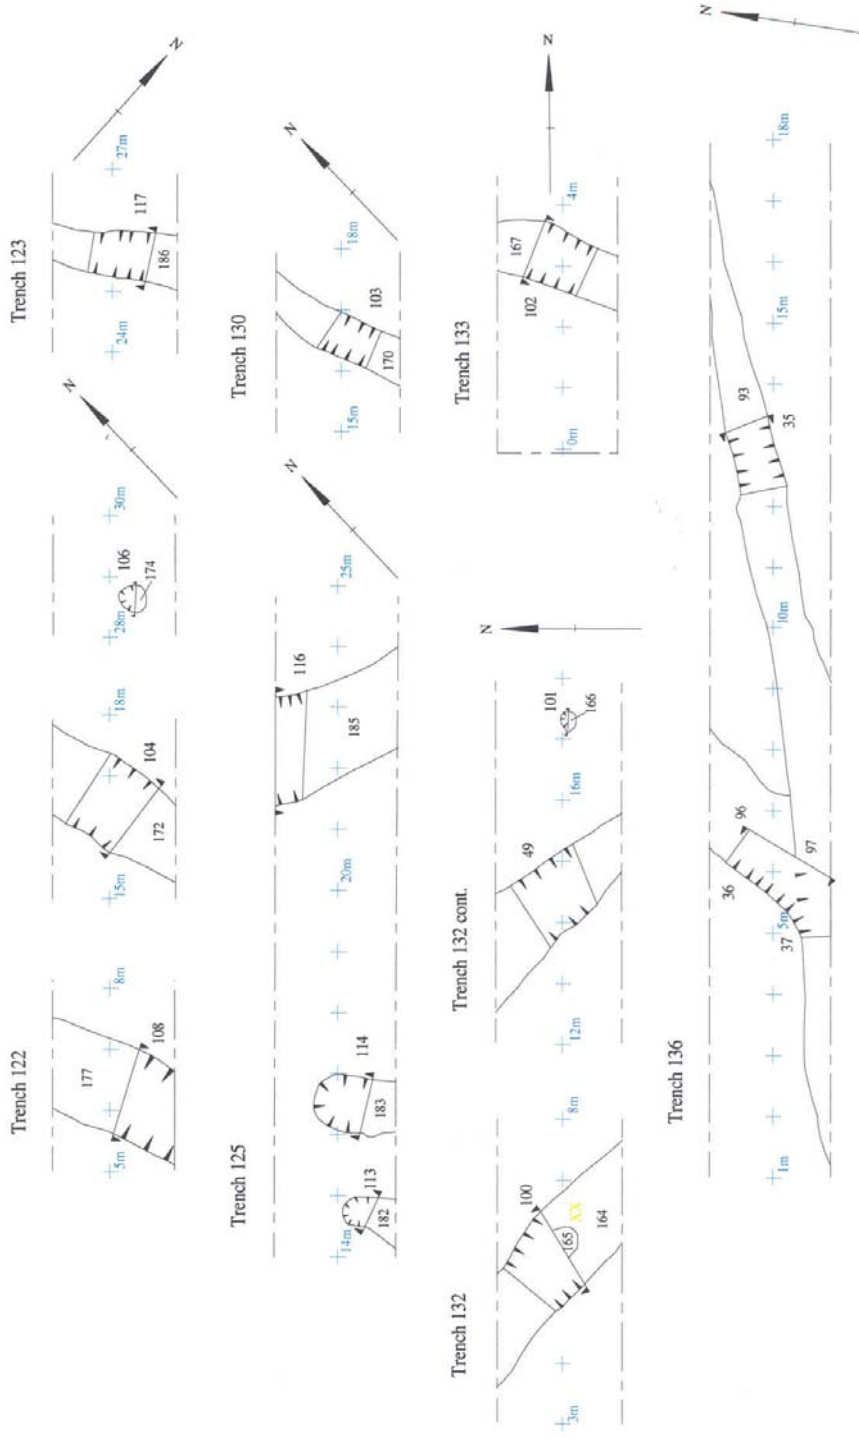 Trench 122
5m
8m
177
108
15m
18m
172
104
28m
30m
106
174
N
Trench 123
24m
27m
186
117
N
Trench 125
14m
20m
25m
182
113
183
114
185
116
N
Trench 130
15m
18m
170
103
N
Trench 132
3m
8m
100
165
XX
164
Trench 132 cont.
12m
16m
49
101
166
N
Trench 133
0m
4m
102
167
N
Trench 136
1m
5m
10m
15m
18m
37
36
96
97
93
35
N